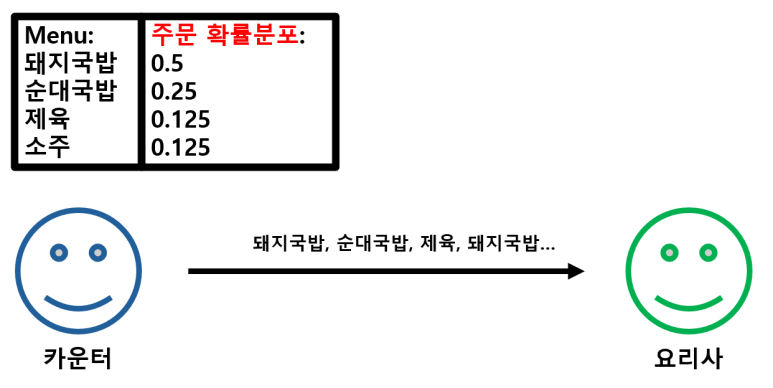 Menu: 주문 확률분포:
돼지국밥 0.5
순대국밥 0.25
제육 0.125
소주 0.125
돼지국밥, 순대국밥, 제육, 돼지국밥...
카운터 요리사